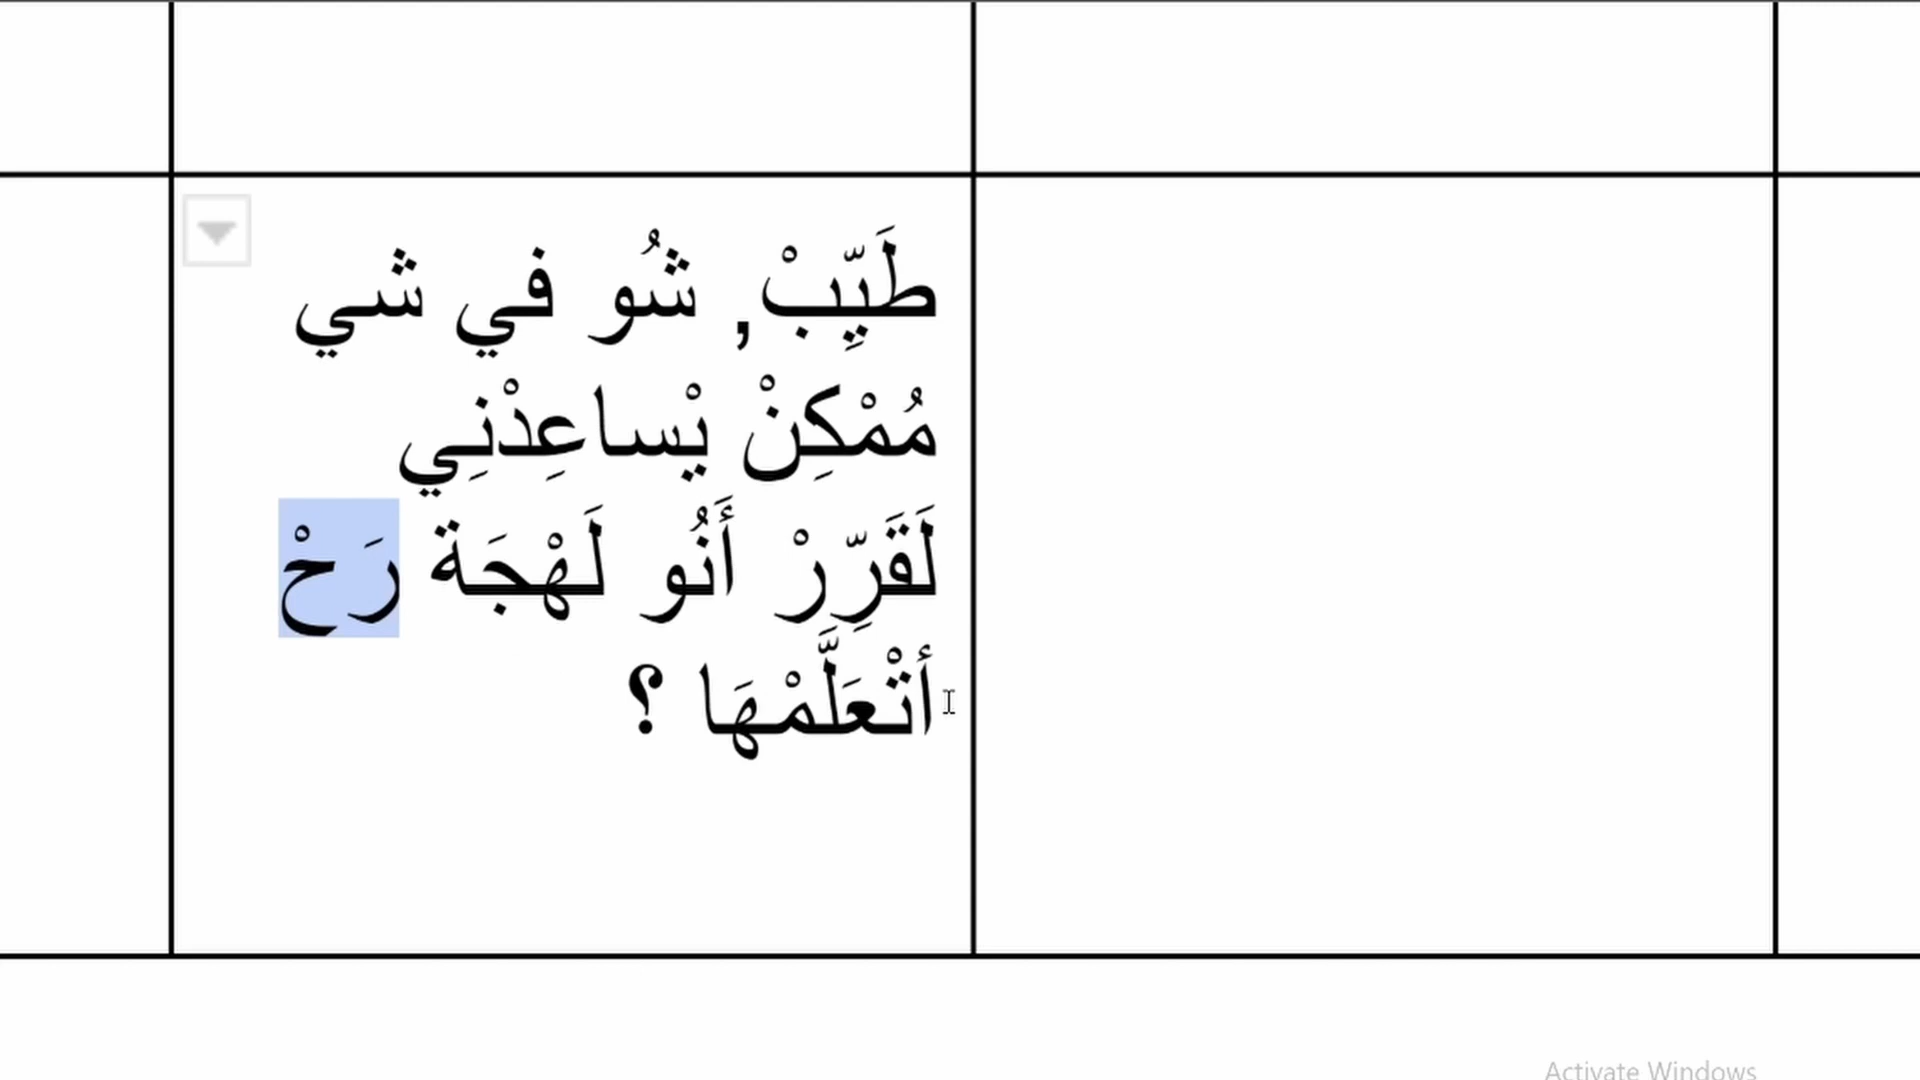 طَيِّبْ, شُو في شي
مُمْكِنْ يْساعِدْنِي
لَقَرِّرْ أَنُو لَهْجَة رَحْ
أتْعَلَّمْهَا ؟
Activate Windows